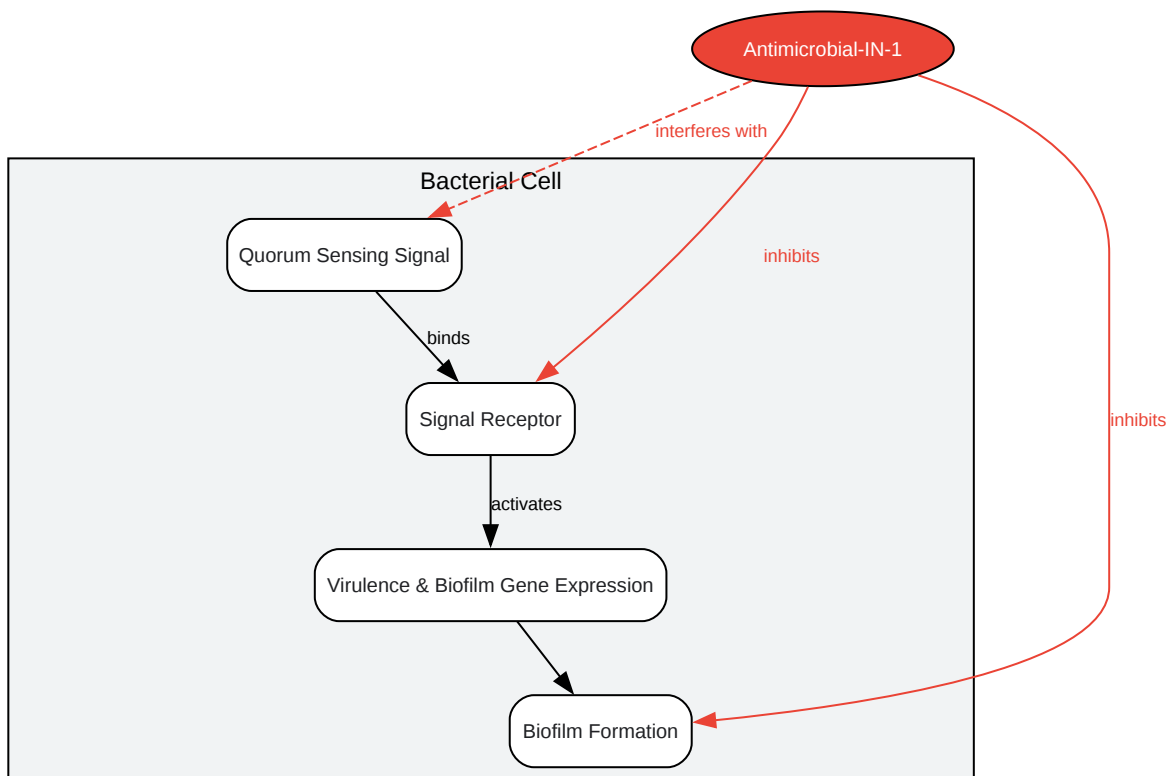 Antimicrobial-IN-1
interferes with
Bacterial Cell
Quorum Sensing Signal
inhibits
binds
Signal Receptor
inhibits
activates
Virulence & Biofilm Gene Expression
Biofilm Formation